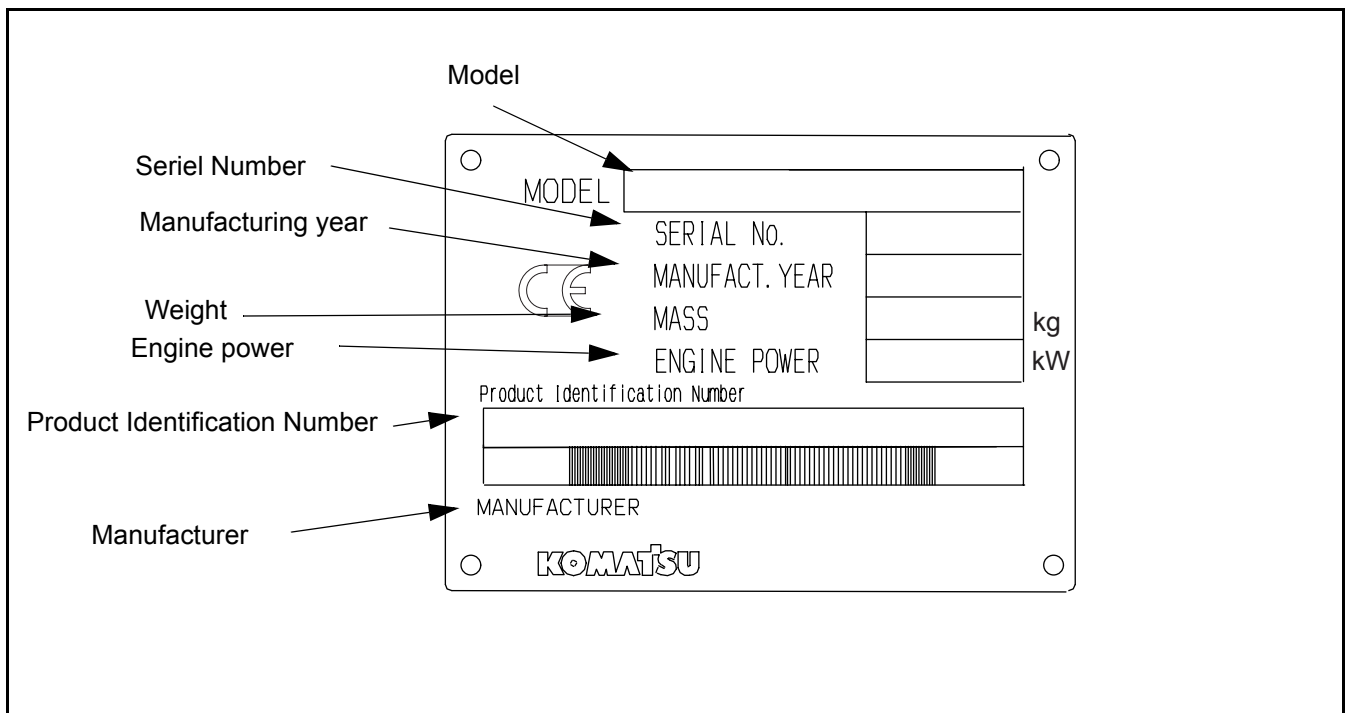 Model
Seriel Number
MODEL
Manufacturing year
SERIAL No.
MANUFACT. YEAR
CE
Weight
MASS
kg
Engine power
ENGINE POWER
kW
Product Identification Number
Product Identification Number
MANUFACTURER
Manufacturer
KOMATSU